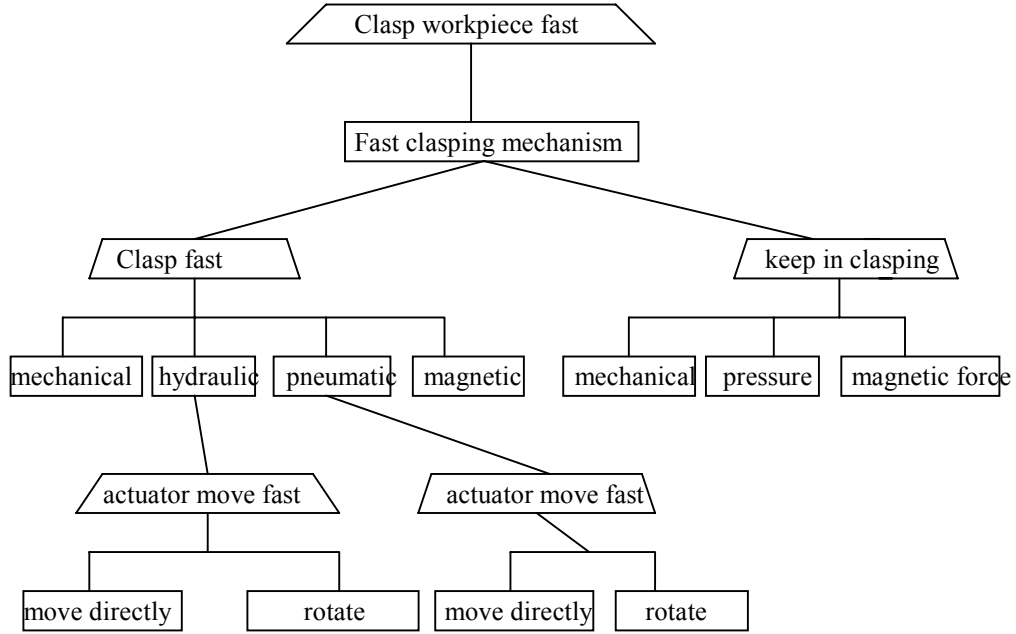 Clasp workpiece fast
Fast clasping mechanism
Clasp fast
keep in clasping
mechanical
hydraulic
pneumatic
magnetic
mechanical
pressure
magnetic force
actuator move fast
actuator move fast
move directly
rotate
move directly
rotate